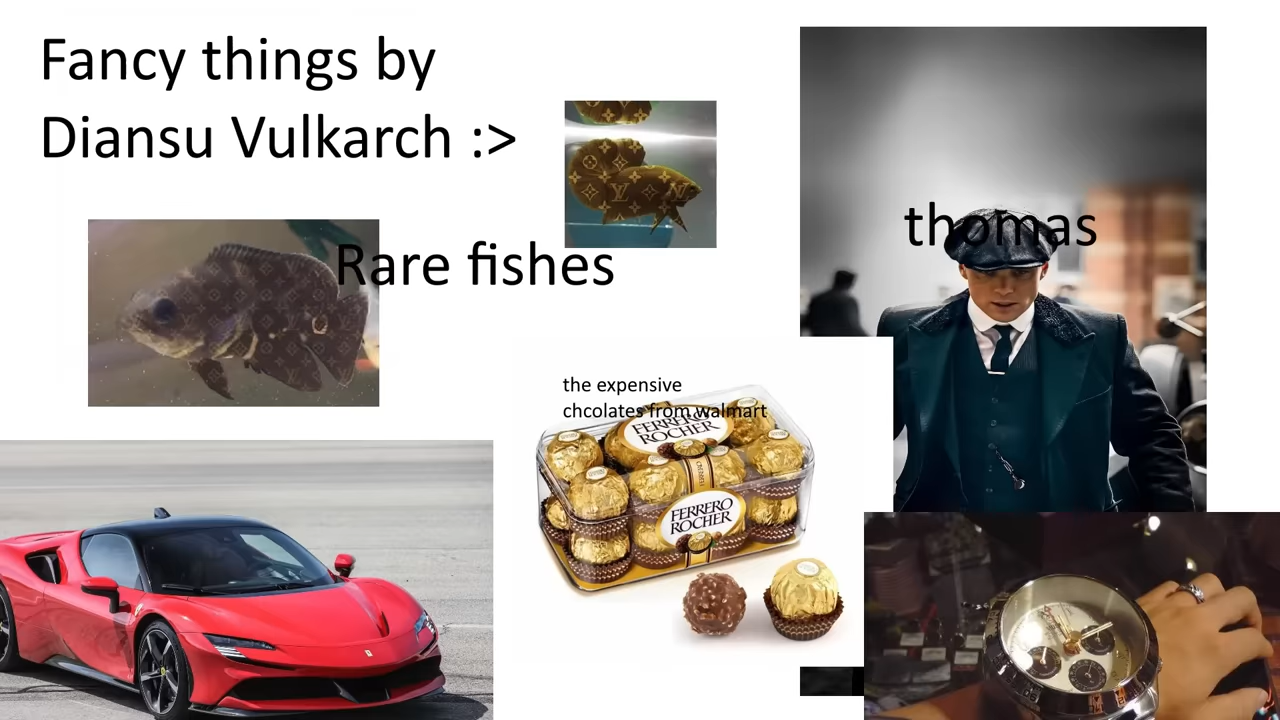 Fancy things by
Diansu Vulkarch :>
thomas
Rare fishes
the expensive
chcolates from walmart
FERRERO
ROCHER
FERRERO
ROCHER